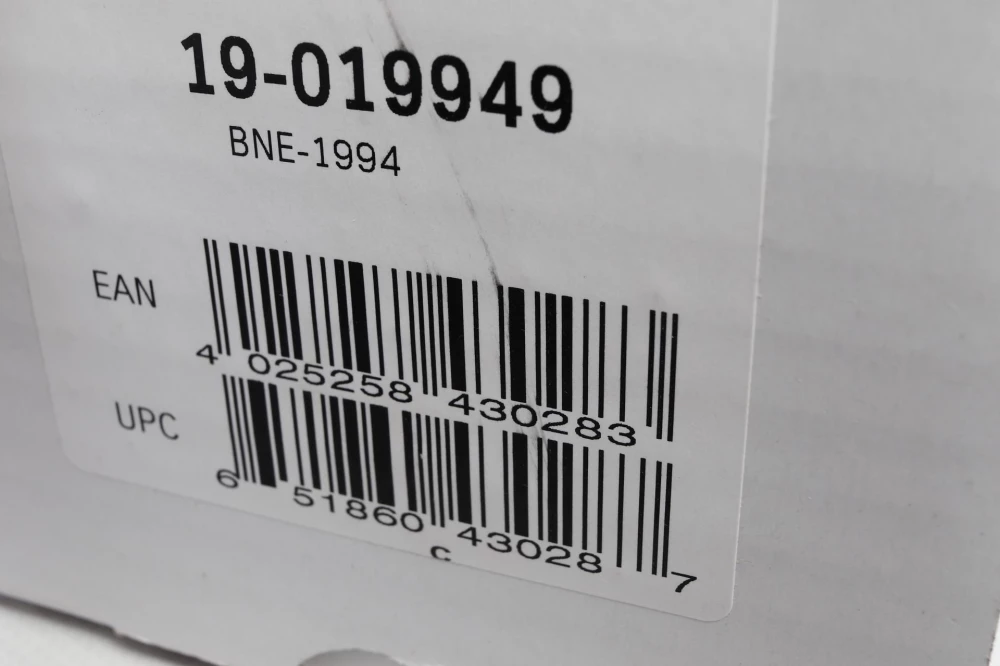 19-019949
BNE-1994
EAN
4 025258 430283
UPC
6 51860 43028 7
c